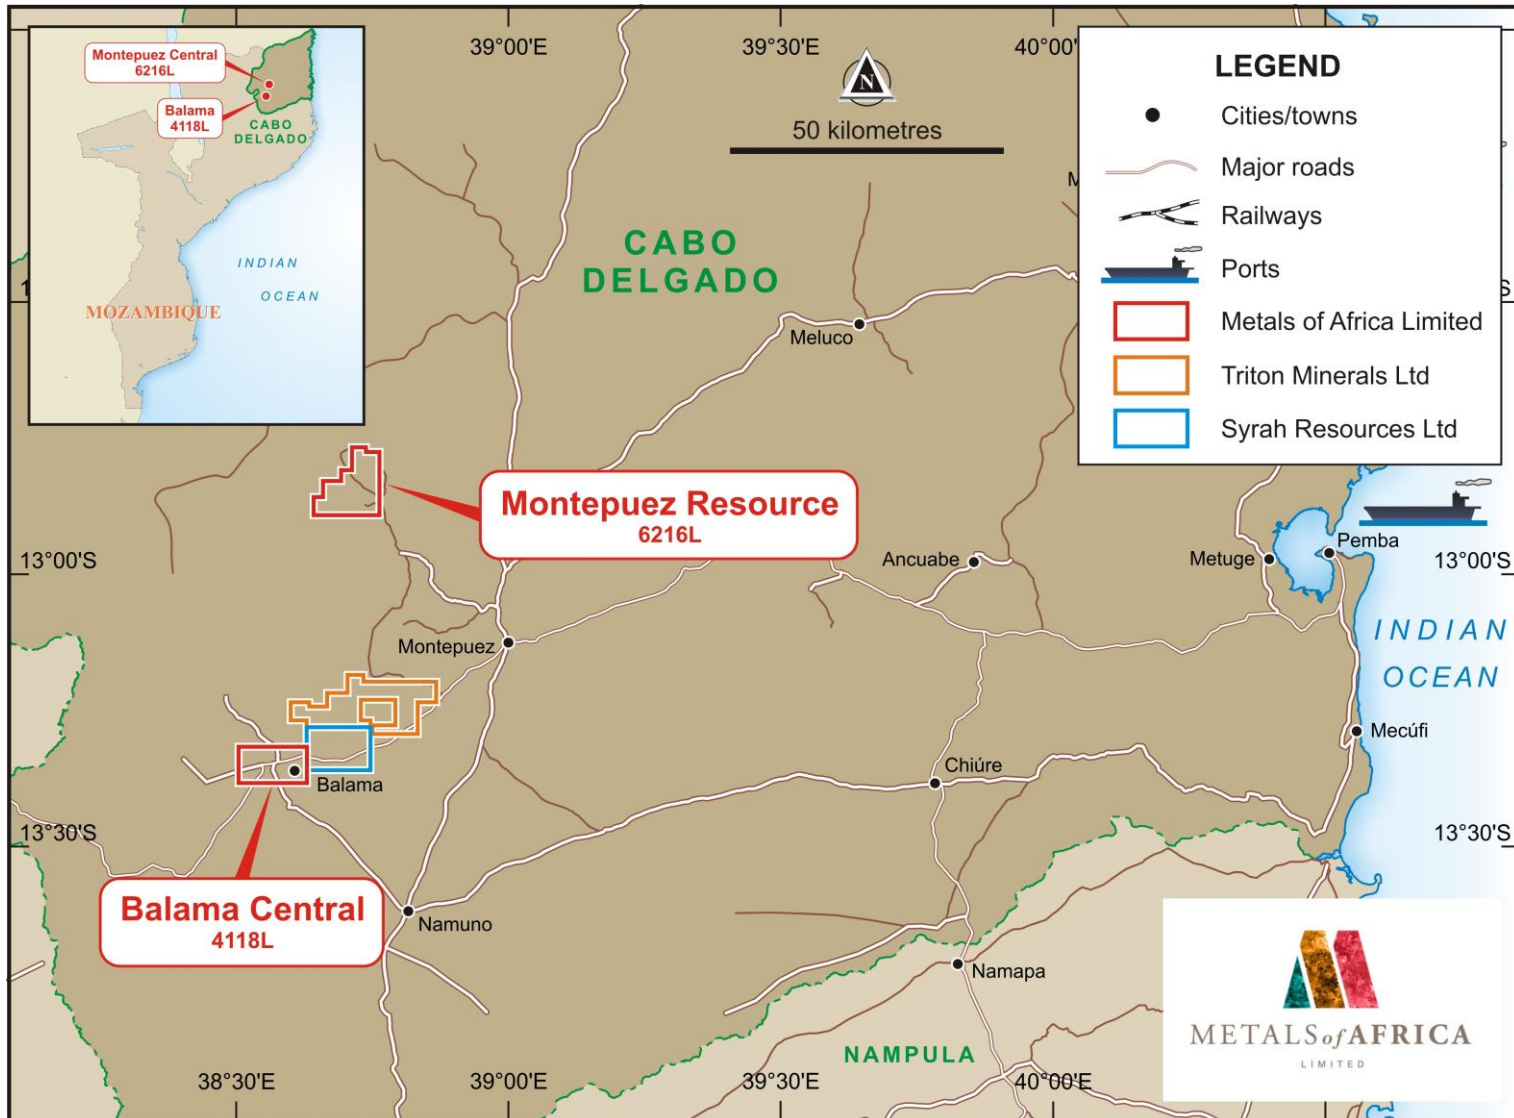 Montepuez Central
6216L
Balama
4118L
CABO
DELGADO
INDIAN
OCEAN
MOZAMBIQUE
39°00'E
39°30'E
40°00'
N
50 kilometres
LEGEND
Cities/towns
Major roads
Railways
Ports
Metals of Africa Limited
Triton Minerals Ltd
Syrah Resources Ltd
CABO
DELGADO
Meluco
Montepuez Resource
6216L
Ancuabe
Metuge
Pemba
13°00'S
13°00'S
Montepuez
INDIAN
OCEAN
Mecúfi
Balama
Chiúre
13°30'S
13°30'S
Balama Central
4118L
Namuno
Namapa
NAMPULA
METALS of AFRICA
LIMITED
38°30'E
39°00'E
39°30'E
40°00'E